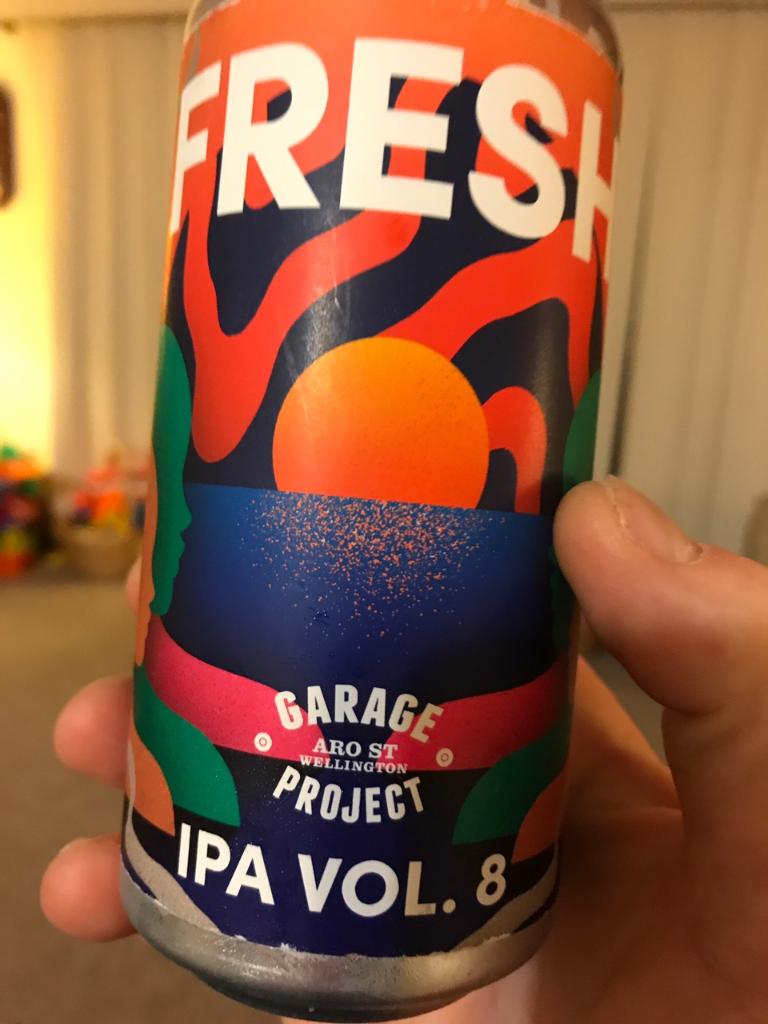 FRESH
GARAGE
ARO ST
WELLINGTON
PROJECT
IPA VOL. 8